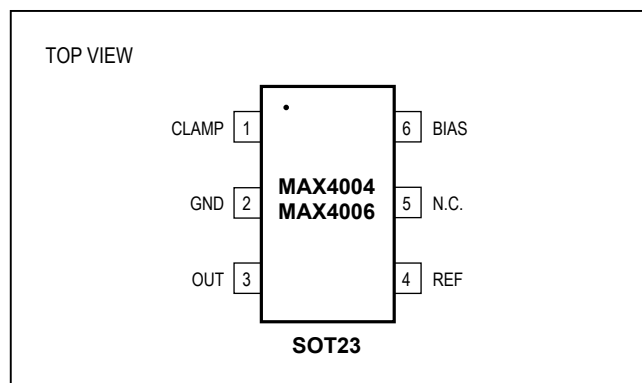 TOP VIEW
CLAMP 1
6 BIAS
MAX4004
GND 2
5 N.C.
MAX4006
OUT 3
4 REF
SOT23